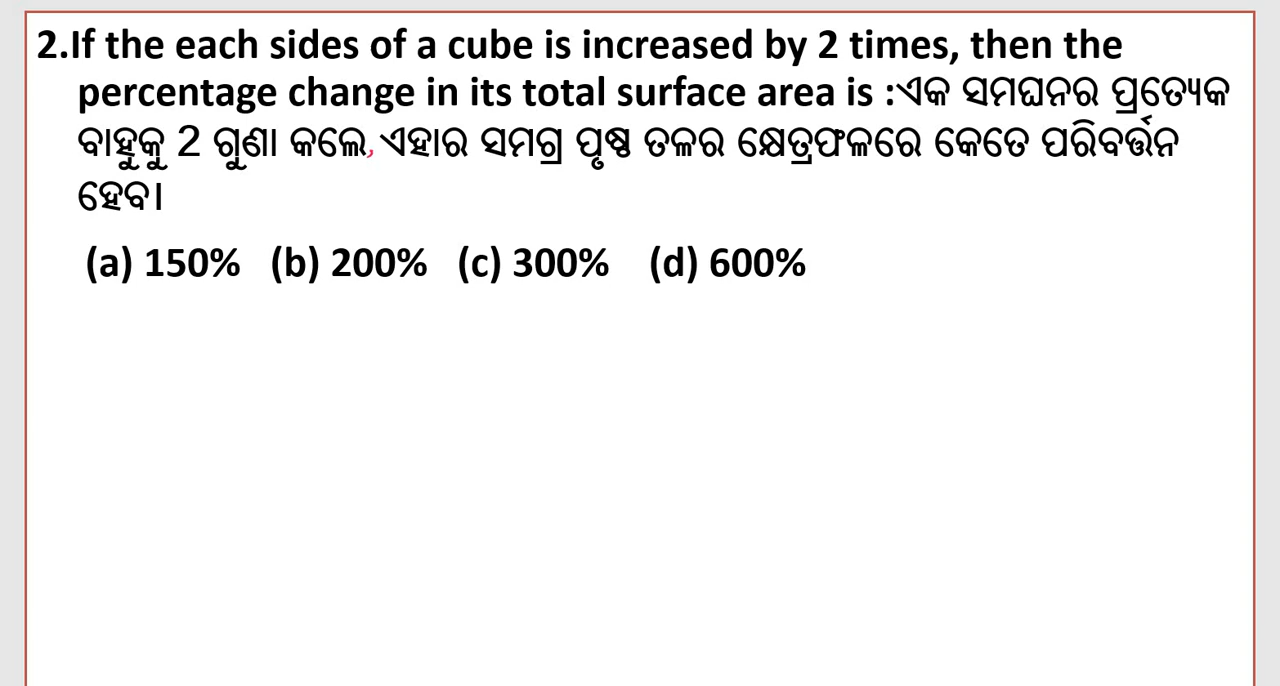 2.If the each sides of a cube is increased by 2 times, then the
percentage change in its total surface area is :ଏକ ସମଘନର ପ୍ରତ୍ୟେକ
ବାହୁକୁ 2 ଗୁଣା କଲେ,ଏହାର ସମଗ୍ର ପୃଷ୍ଠ ତଳର କ୍ଷେତ୍ରଫଳରେ କେତେ ପରିବର୍ତ୍ତନ
ହେବ।
(a) 150% (b) 200% (c) 300% (d) 600%